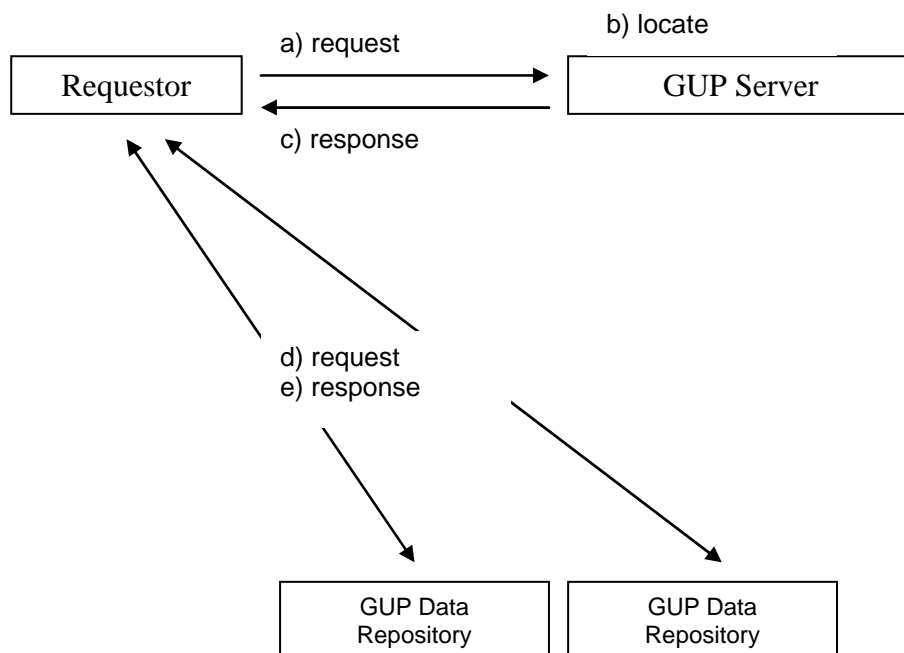 b) locate
a) request
Requestor
GUP Server
c) response
d) request
e) response
GUP Data
Repository
GUP Data
Repository